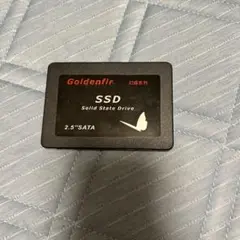 Goldenfir
SSD
Solid State Drive
2.5"SATA